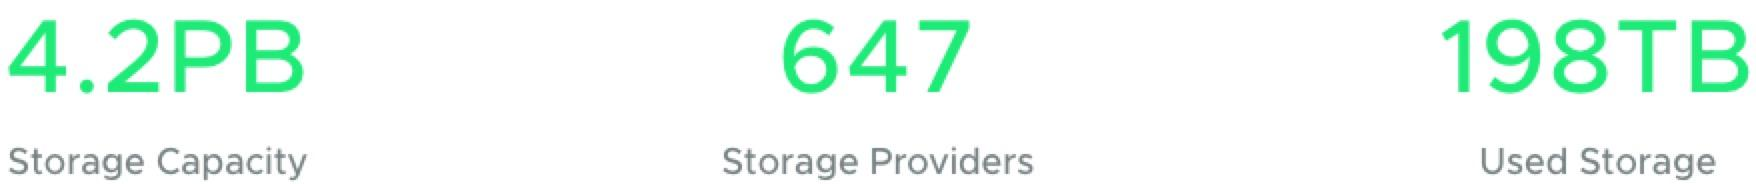 4.2PB
Storage Capacity
647
Storage Providers
198TB
Used Storage